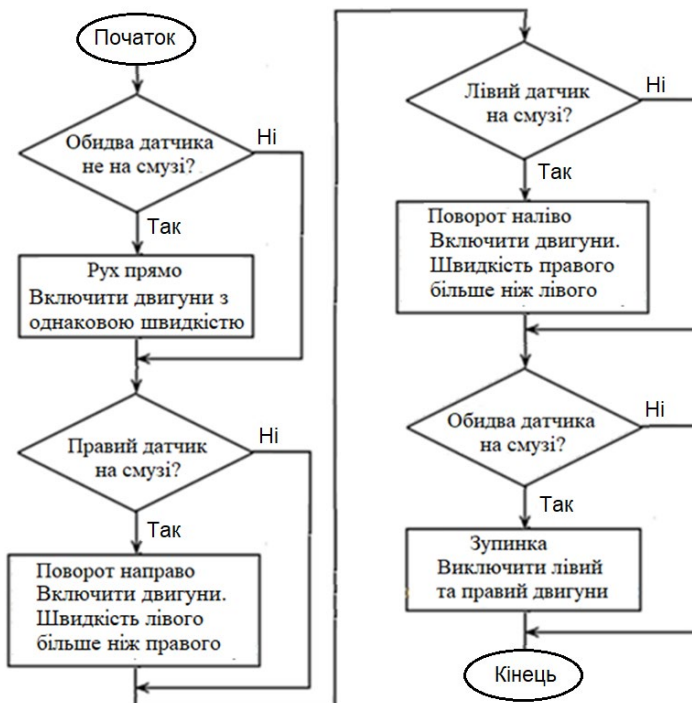 Початок
Обидва датчика
не на смузі?
Ні
Так
Рух прямо
Включити двигуни з
однаковою швидкістю
Правий датчик
на смузі?
Ні
Так
Поворот направо
Включити двигуни.
Швидкість лівого
більше ніж правого
Лівий датчик
на смузі?
Ні
Так
Поворот наліво
Включити двигуни.
Швидкість правого
більше ніж лівого
Обидва датчика
на смузі?
Ні
Так
Зупинка
Виключити лівий
та правий двигуни
Кінець